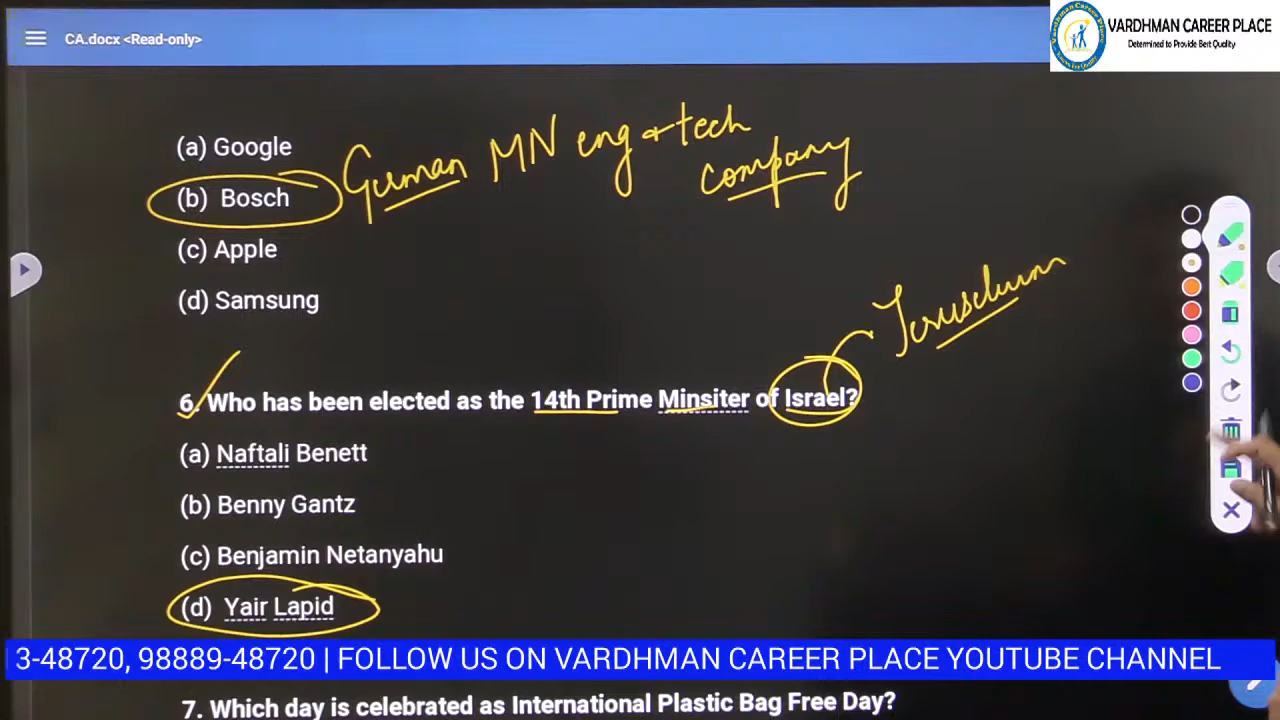 CA.docx <Read-only>
VARDHMAN CAREER PLACE
Determined to Provide Best Quality
(a) Google
German MN eng & tech company
(b) Bosch
(c) Apple
(d) Samsung
Jerusalum
6. Who has been elected as the 14th Prime Minsiter of Israel?
(a) Naftali Benett
(b) Benny Gantz
(c) Benjamin Netanyahu
(d) Yair Lapid
3-48720, 98889-48720 | FOLLOW US ON VARDHMAN CAREER PLACE YOUTUBE CHANNEL
7. Which day is celebrated as International Plastic Bag Free Day?